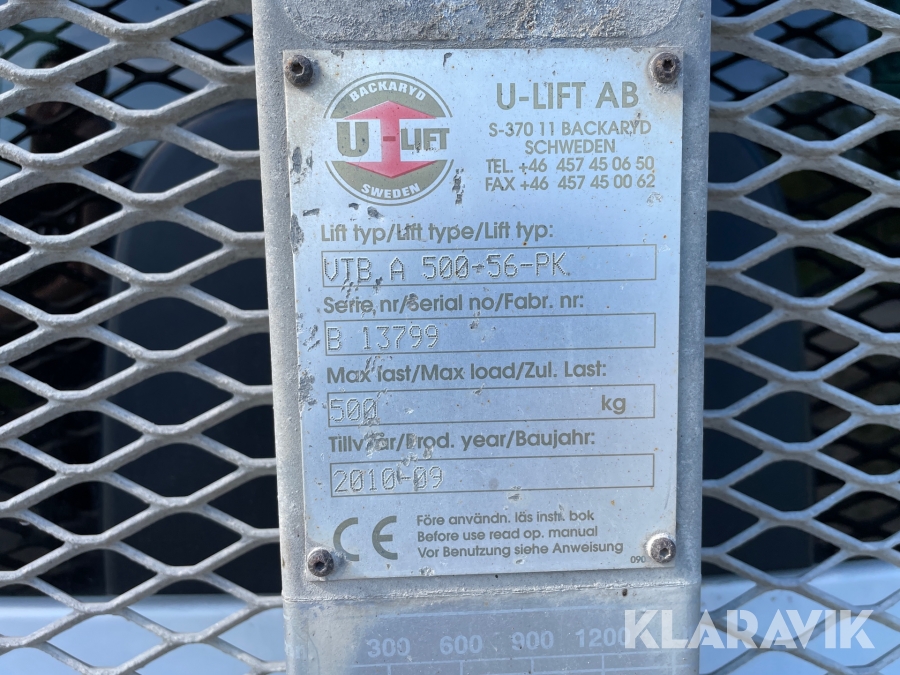 BACKARYD
U-LIFT
SWEDEN
U-LIFT AB
S-370 11 BACKARYD
SCHWEDEN
TEL. +46 457 45 06 50
FAX +46 457 45 00 62
Lift typ/Lift type/Lift typ:
VTB.A 500-56-PK
Serie, nr/Serial no/Fabr. nr:
B 13799
Max last/Max load/Zul. Last:
500 kg
Tillv år/Prod. year/Baujahr:
2010-09
CE
Före användn. läs instr. bok
Before use read op. manual
Vor Benutzung siehe Anweisung
090
300 600 900 1200
KLARAVIK